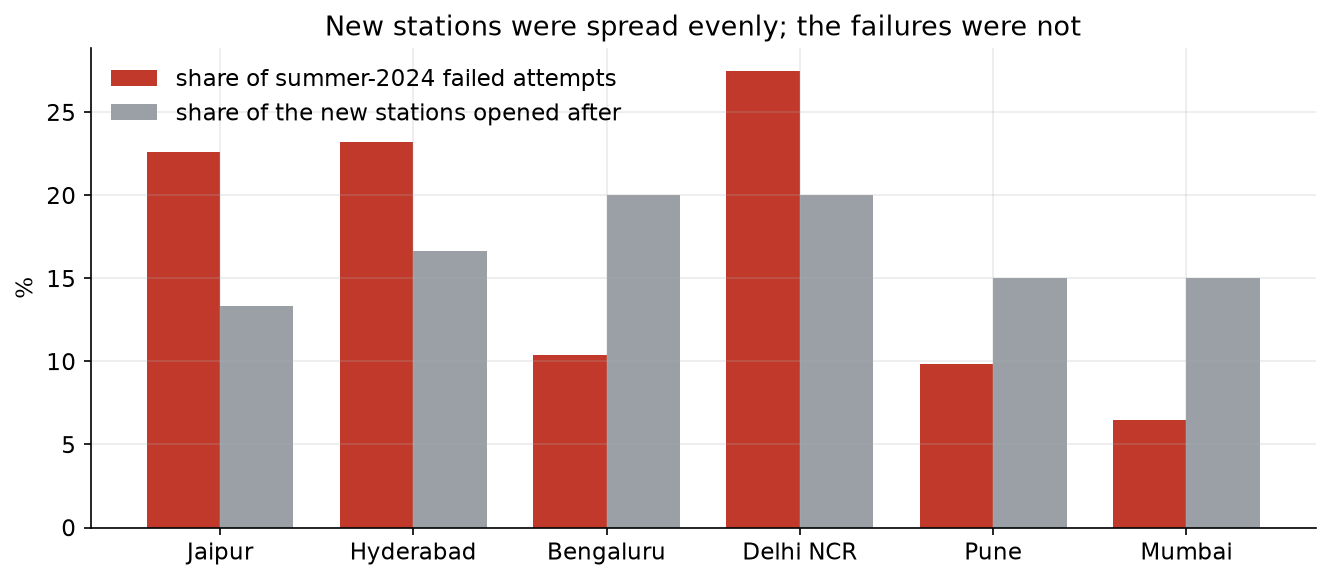 New stations were spread evenly; the failures were not
share of summer-2024 failed attempts
share of the new stations opened after
%
25
20
15
10
5
0
Jaipur
Hyderabad
Bengaluru
Delhi NCR
Pune
Mumbai